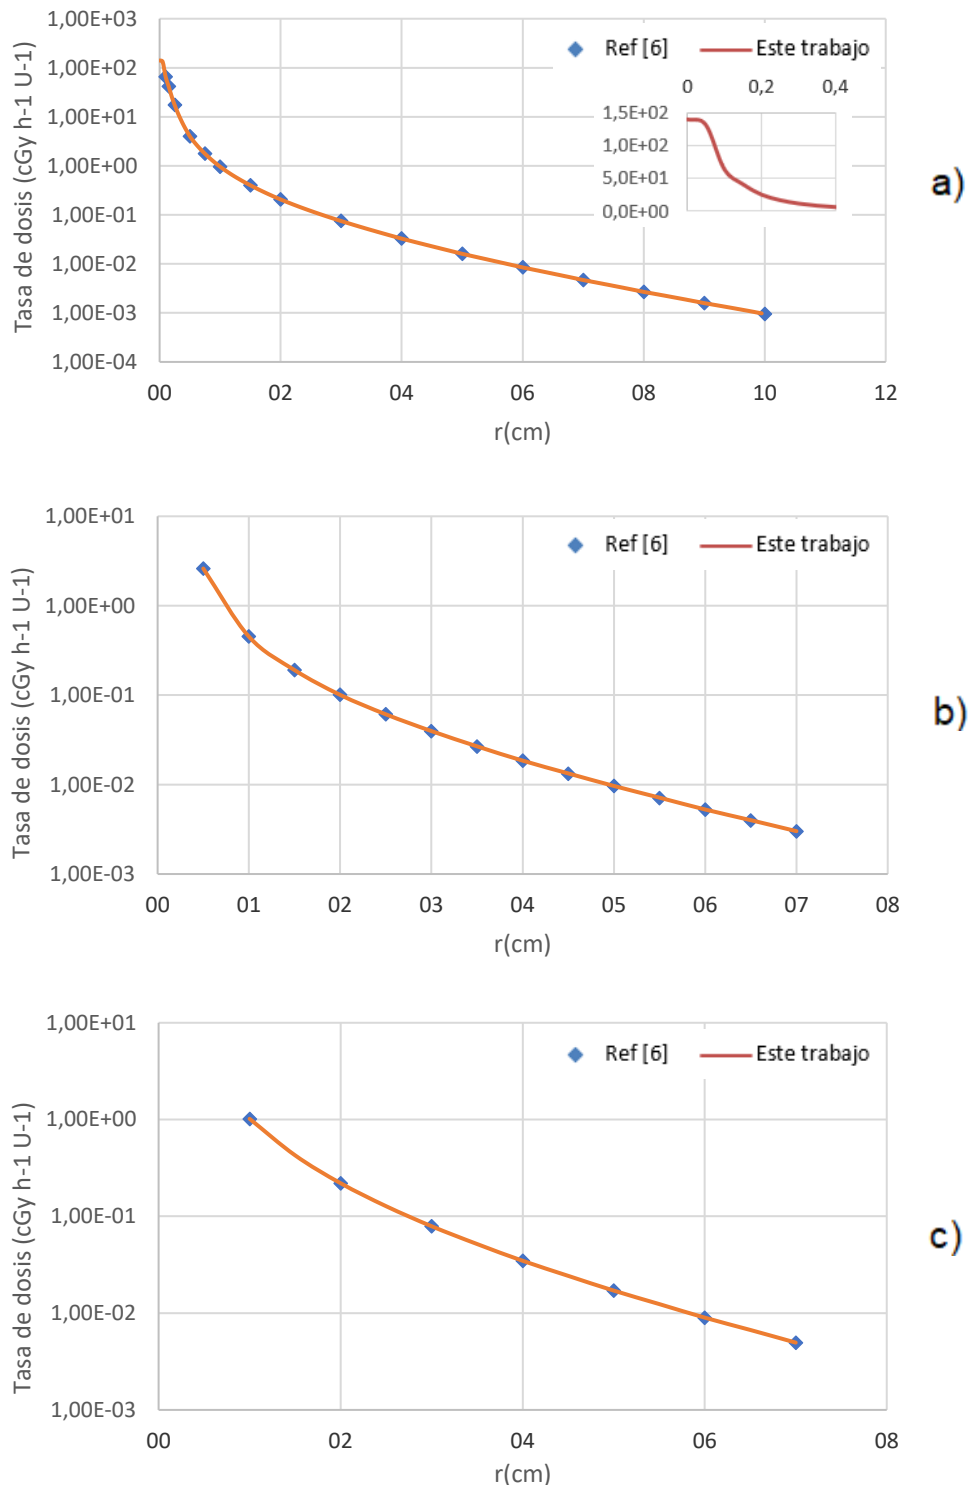 1,00E+03
1,00E+02
1,00E+01
1,00E+00
1,00E-01
1,00E-02
1,00E-03
1,00E-04
Tasa de dosis (cGy h-1 U-1)
00 02 04 06 08 10 12
r(cm)
Ref [6] Este trabajo
0 0,2 0,4
1,5E+02
1,0E+02
5,0E+01
0,0E+00
a)
1,00E+01
1,00E+00
1,00E-01
1,00E-02
1,00E-03
Tasa de dosis (cGy h-1 U-1)
00 01 02 03 04 05 06 07 08
r(cm)
Ref [6] Este trabajo
b)
1,00E+01
1,00E+00
1,00E-01
1,00E-02
1,00E-03
Tasa de dosis (cGy h-1 U-1)
00 02 04 06 08
r(cm)
Ref [6] Este trabajo
c)